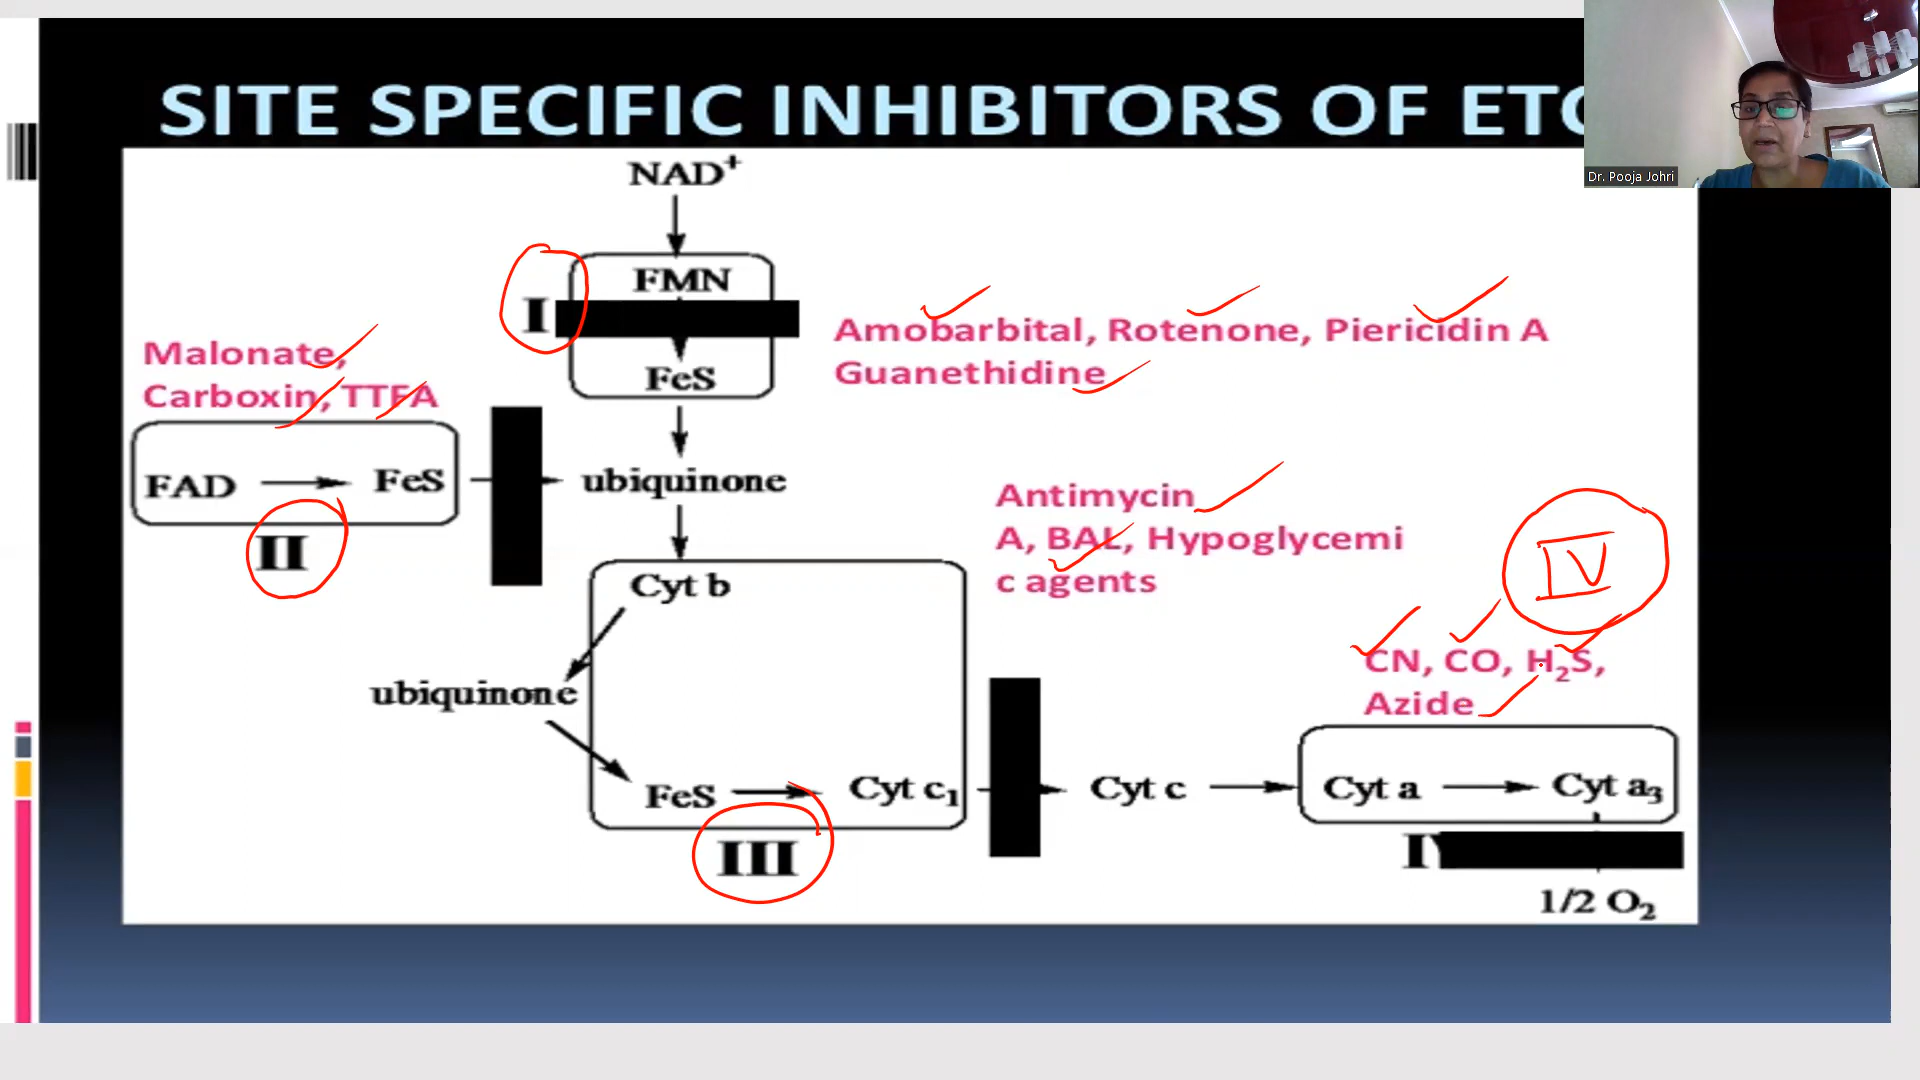 SITE SPECIFIC INHIBITORS OF ETC
Dr. Pooja Johri
NAD+
I
FMN
FeS
Amobarbital, Rotenone, Piericidin A
Guanethidine
Malonate,
Carboxin, TTFA
FAD
FeS
II
ubiquinone
Antimycin
A, BAL, Hypoglycemi
c agents
IV
Cyt b
CN, CO, H₂S,
Azide
ubiquinone
FeS
Cyt c₁
Cyt c
Cyt a
Cyt a₃
III
1/2 O₂